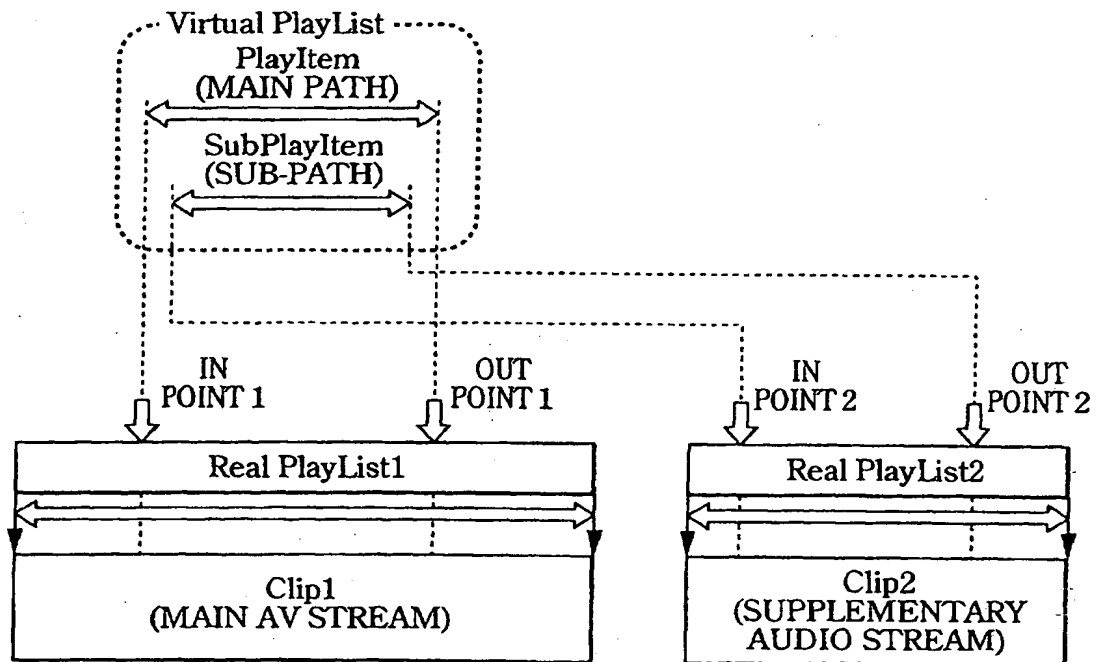 Virtual PlayList
PlayItem
(MAIN PATH)
SubPlayItem
(SUB-PATH)
IN
POINT 1
OUT
POINT 1
IN
POINT 2
OUT
POINT 2
Real PlayList1
Real PlayList2
Clip1
(MAIN AV STREAM)
Clip2
(SUPPLEMENTARY
AUDIO STREAM)